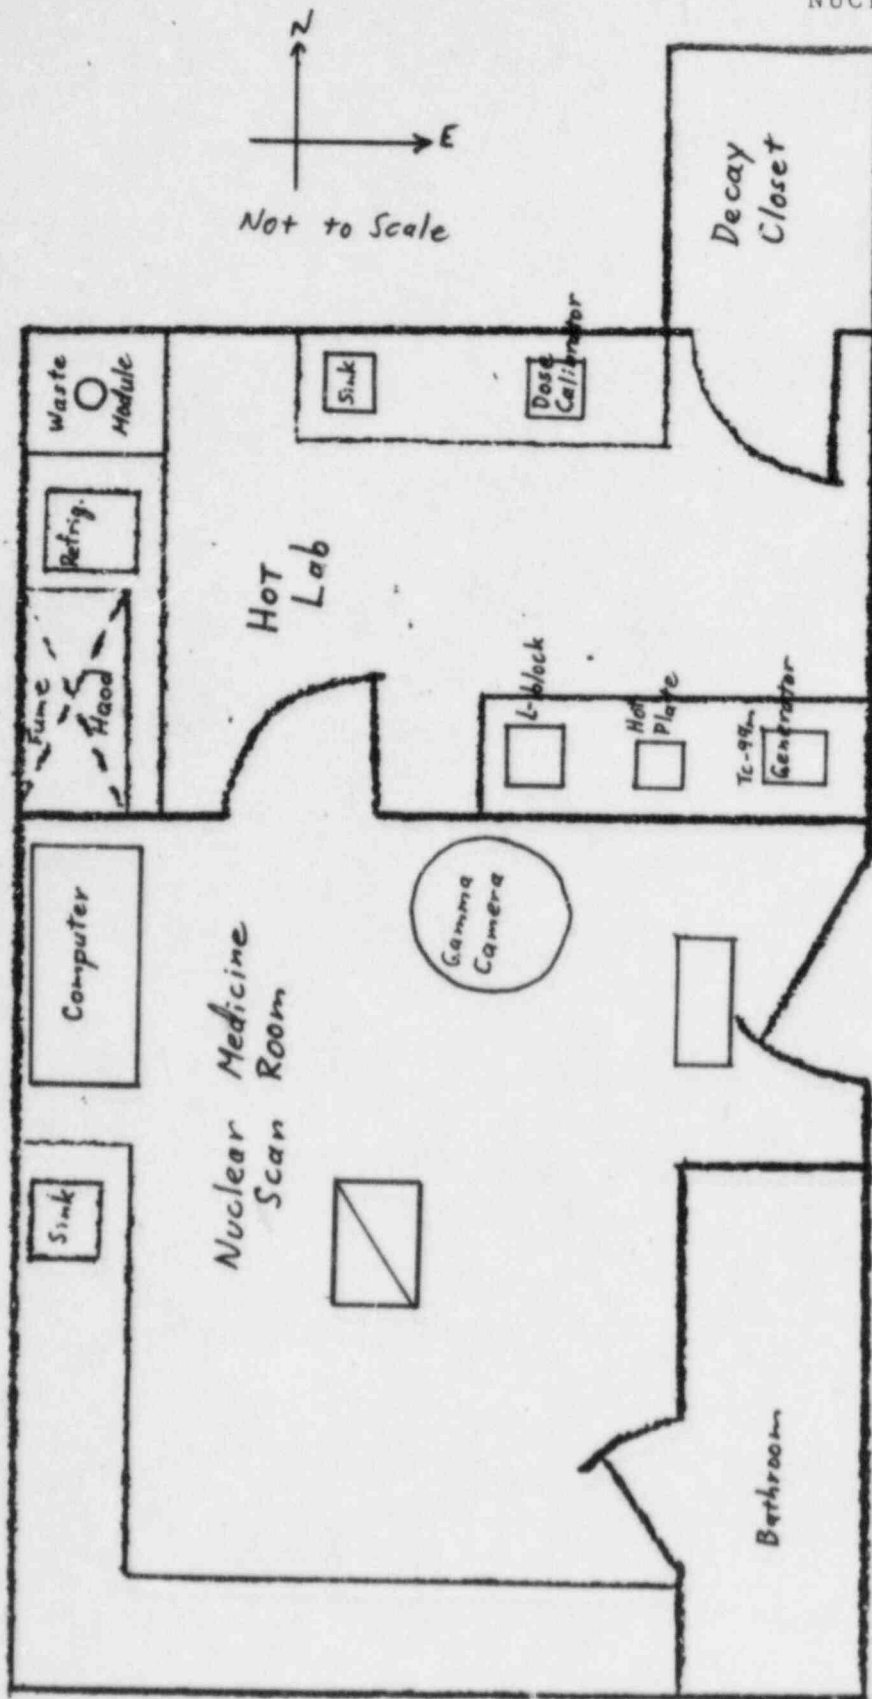 N
E
Not to Scale
Decay
Closet
Waste
Module
Refrig.
Fume
Hood
Sink
Dose
Calibrator
Hot
Lab
L-block
Hot
Plate
Tc-99m
Generator
Computer
Gamma
Camera
Nuclear Medicine
Scan Room
Sink
Bathroom